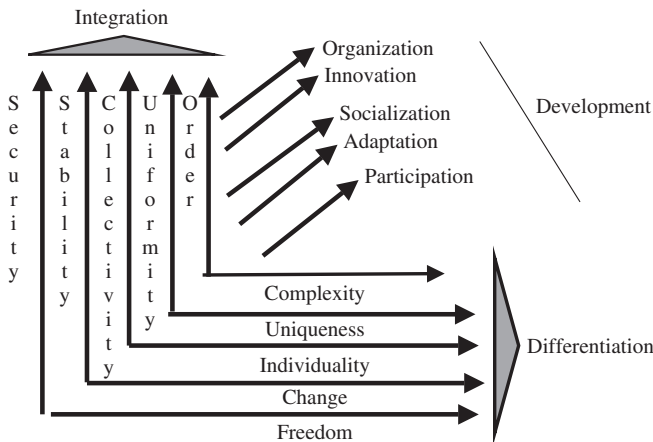 Integration
Organization
Innovation
Socialization
Adaptation
Participation
Development
Security
Stability
Collectivity
Uniformity
Order
Complexity
Uniqueness
Individuality
Change
Freedom
Differentiation